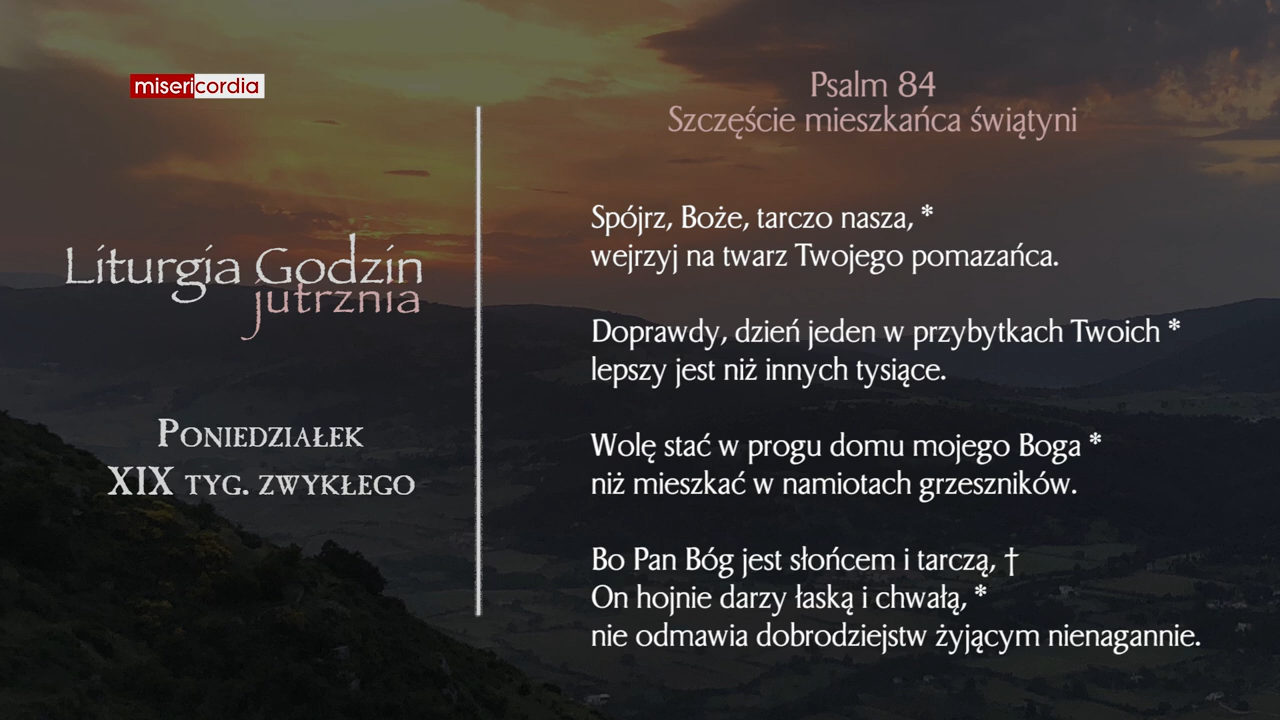 misericordia
Liturgia Godzin
jutrznia
Poniedziałek
XIX tyg. zwykłego
Psalm 84
Szczęście mieszkańca świątyni
Spójrz, Boże, tarczo nasza, *
wejrzyj na twarz Twojego pomazańca.
Doprawdy, dzień jeden w przybytkach Twoich *
lepszy jest niż innych tysiące.
Wolę stać w progu domu mojego Boga *
niż mieszkać w namiotach grzeszników.
Bo Pan Bóg jest słońcem i tarczą, †
On hojnie darzy łaską i chwałą, *
nie odmawia dobrodziejstw żyjącym nienagannie.